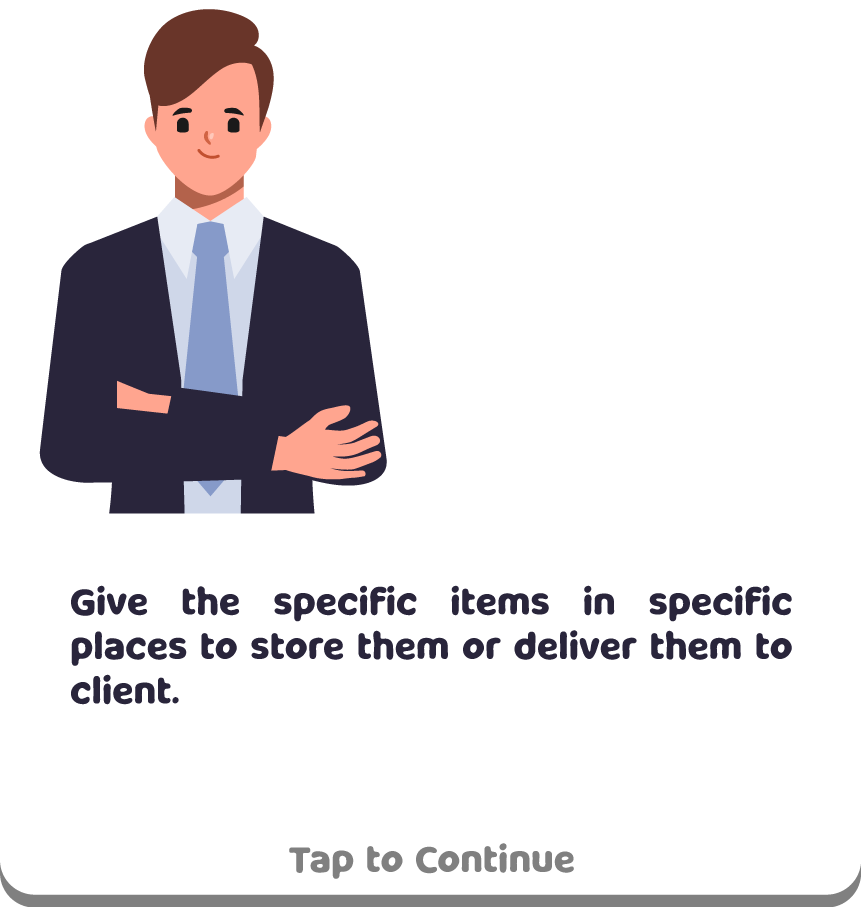 Give the specific items in specific
places to store them or deliver them to
client.
Tap to Continue